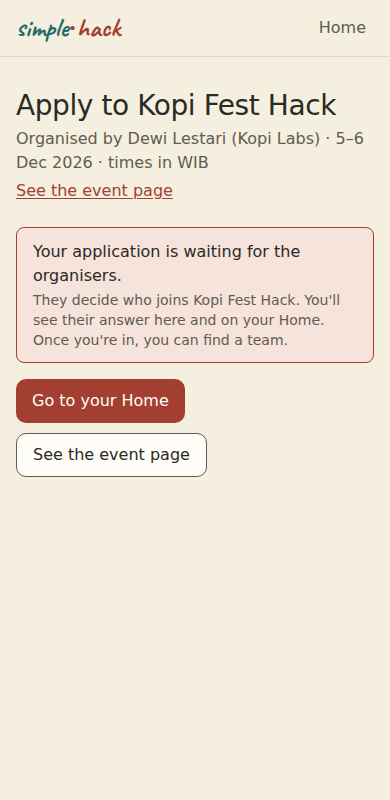 simple·hack
Home
Apply to Kopi Fest Hack
Organised by Dewi Lestari (Kopi Labs) · 5–6
Dec 2026 · times in WIB
See the event page
Your application is waiting for the
organisers.
They decide who joins Kopi Fest Hack. You'll
see their answer here and on your Home.
Once you're in, you can find a team.
Go to your Home
See the event page